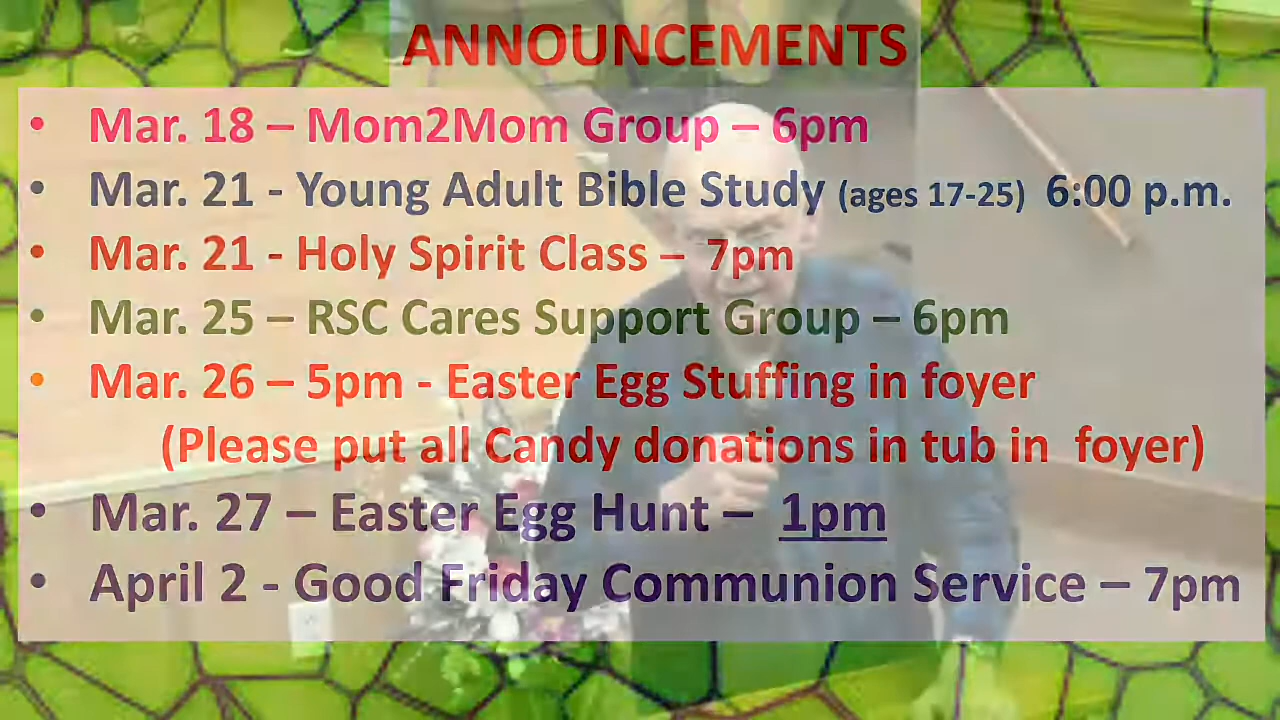 ANNOUNCEMENTS
• Mar. 18 – Mom2Mom Group – 6pm
• Mar. 21 - Young Adult Bible Study (ages 17-25) 6:00 p.m.
• Mar. 21 - Holy Spirit Class – 7pm
• Mar. 25 – RSC Cares Support Group – 6pm
• Mar. 26 – 5pm - Easter Egg Stuffing in foyer
(Please put all Candy donations in tub in foyer)
• Mar. 27 – Easter Egg Hunt – 1pm
• April 2 - Good Friday Communion Service – 7pm